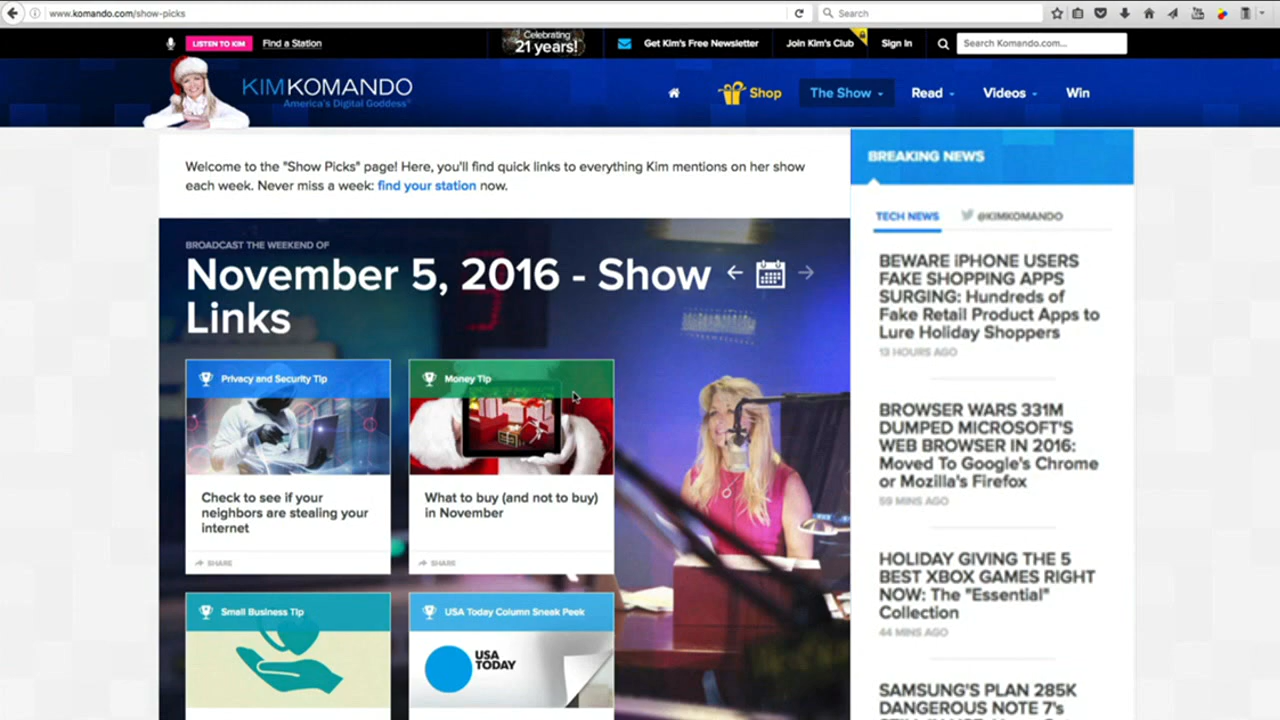 www.komando.com/show-picks
Search
LISTEN TO KIM
Find a Station
Celebrating
21 years!
Get Kim's Free Newsletter
Join Kim's Club
Sign In
Search Komando.com...
KIMKOMANDO
America's Digital Goddess®
Shop
The Show
Read
Videos
Win
Welcome to the "Show Picks" page! Here, you'll find quick links to everything Kim mentions on her show
each week. Never miss a week: find your station now.
BROADCAST THE WEEKEND OF
November 5, 2016 - Show
Links
Privacy and Security Tip
Check to see if your
neighbors are stealing your
internet
SHARE
Money Tip
What to buy (and not to buy)
in November
SHARE
Small Business Tip
USA Today Column Sneak Peek
USA
TODAY
BREAKING NEWS
TECH NEWS
@KIMKOMANDO
BEWARE iPHONE USERS
FAKE SHOPPING APPS
SURGING: Hundreds of
Fake Retail Product Apps to
Lure Holiday Shoppers
13 HOURS AGO
BROWSER WARS 331M
DUMPED MICROSOFT'S
WEB BROWSER IN 2016:
Moved To Google's Chrome
or Mozilla's Firefox
59 MINS AGO
HOLIDAY GIVING THE 5
BEST XBOX GAMES RIGHT
NOW: The "Essential"
Collection
44 MINS AGO
SAMSUNG'S PLAN 285K
DANGEROUS NOTE 7's